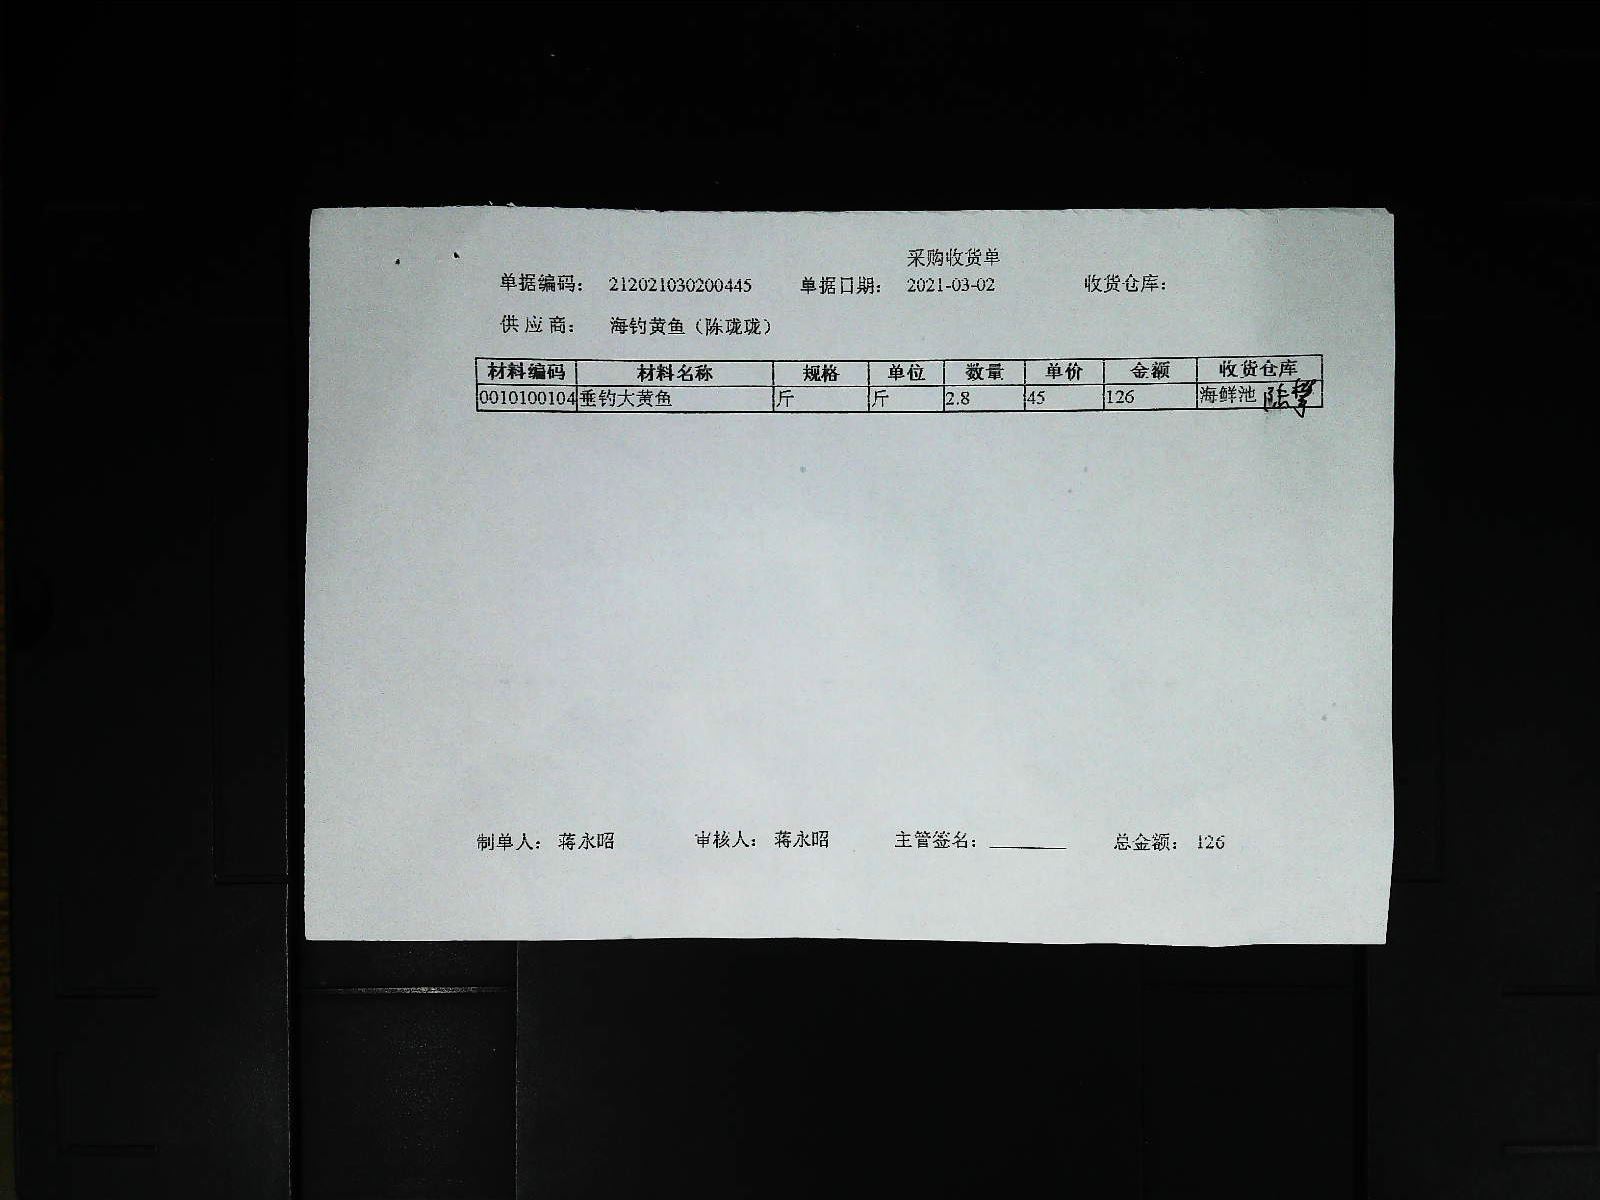 采购收货单
单据编码： 212021030200445 单据日期： 2021-03-02 收货仓库：
供应商： 海钓黄鱼（陈珑珑）
材料编码 材料名称 规格 单位 数量 单价 金额 收货仓库
0010100104 垂钓大黄鱼 斤 斤 2.8 45 126 海鲜池
制单人： 蒋永昭 审核人： 蒋永昭 主管签名： 总金额： 126